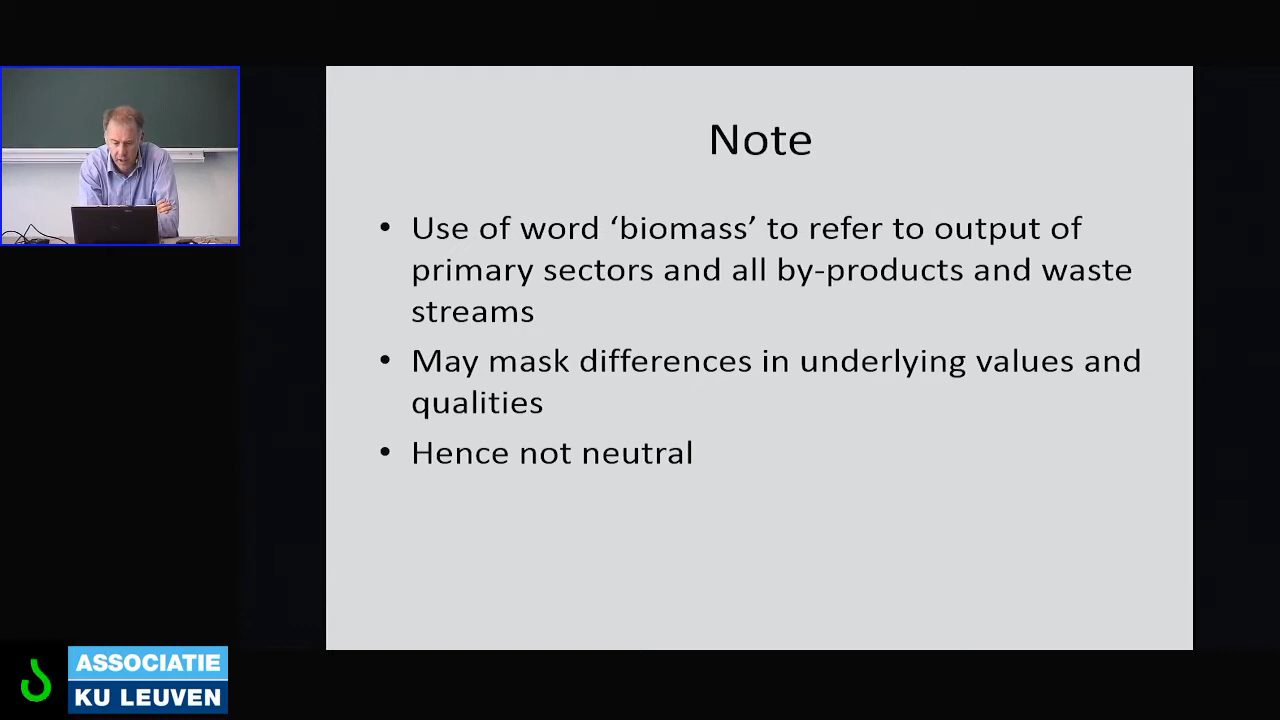 Note
• Use of word ‘biomass’ to refer to output of
primary sectors and all by-products and waste
streams
• May mask differences in underlying values and
qualities
• Hence not neutral
ASSOCIATIE
KU LEUVEN